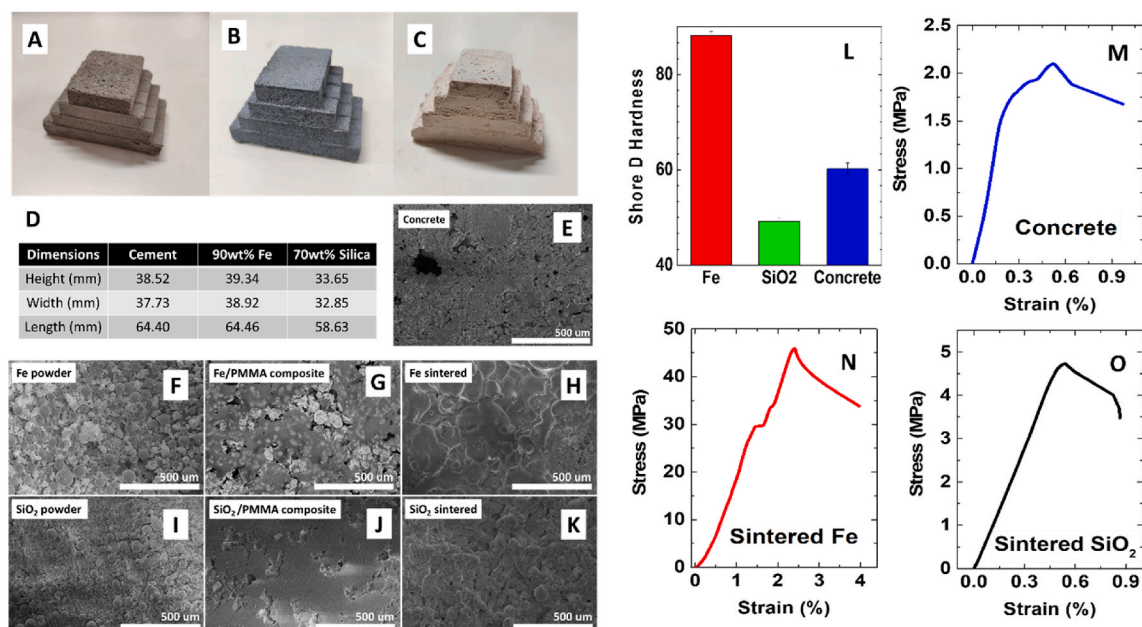 A
B
C
D
Dimensions Cement 90wt% Fe 70wt% Silica
Height (mm) 38.52 39.34 33.65
Width (mm) 37.73 38.92 32.85
Length (mm) 64.40 64.46 58.63
Concrete
E
500 um
Fe powder
F
500 um
Fe/PMMA composite
G
500 um
Fe sintered
H
500 um
SiO₂ powder
I
500 um
SiO₂/PMMA composite
J
500 um
SiO₂ sintered
K
500 um
L
Shore D Hardness
80
60
40
Fe SiO2 Concrete
M
Stress (MPa)
2.5
2.0
1.5
1.0
0.5
0.0
Concrete
0.0 0.3 0.6 0.9
Strain (%)
N
Stress (MPa)
50
40
30
20
10
0
Sintered Fe
0 1 2 3 4
Strain (%)
O
Stress (MPa)
5
4
3
2
1
0
Sintered SiO₂
0.0 0.3 0.6 0.9
Strain (%)